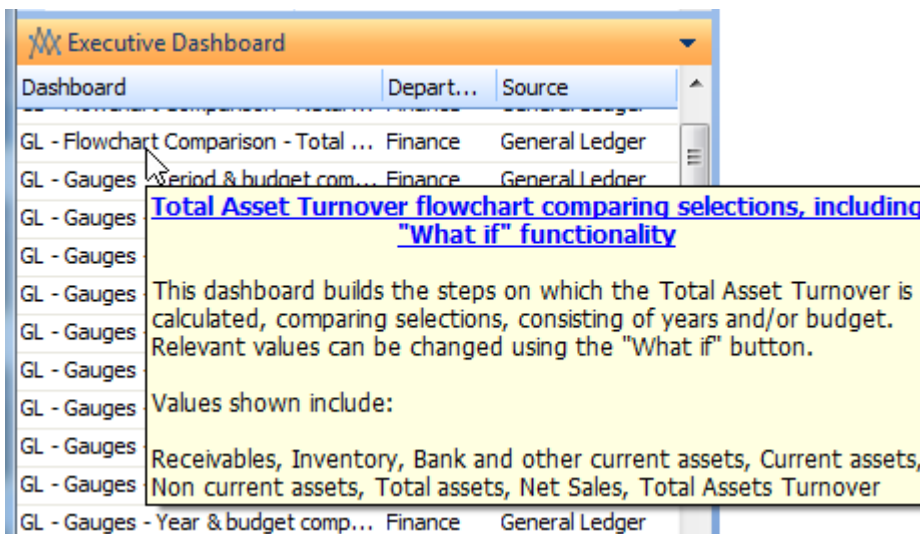 Executive Dashboard
Dashboard Depart... Source
GL - Flowchart Comparison - Total ... Finance General Ledger
GL - Gauges Period & budget com... Finance General Ledger
GL - Gauges
GL - Gauges
GL - Gauges
GL - Gauges
GL - Gauges
GL - Gauges
GL - Gauges
GL - Gauges
GL - Gauges - Year & budget comp... Finance General Ledger
Total Asset Turnover flowchart comparing selections, including
"What if" functionality
This dashboard builds the steps on which the Total Asset Turnover is
calculated, comparing selections, consisting of years and/or budget.
Relevant values can be changed using the "What if" button.
Values shown include:
Receivables, Inventory, Bank and other current assets, Current assets,
Non current assets, Total assets, Net Sales, Total Assets Turnover